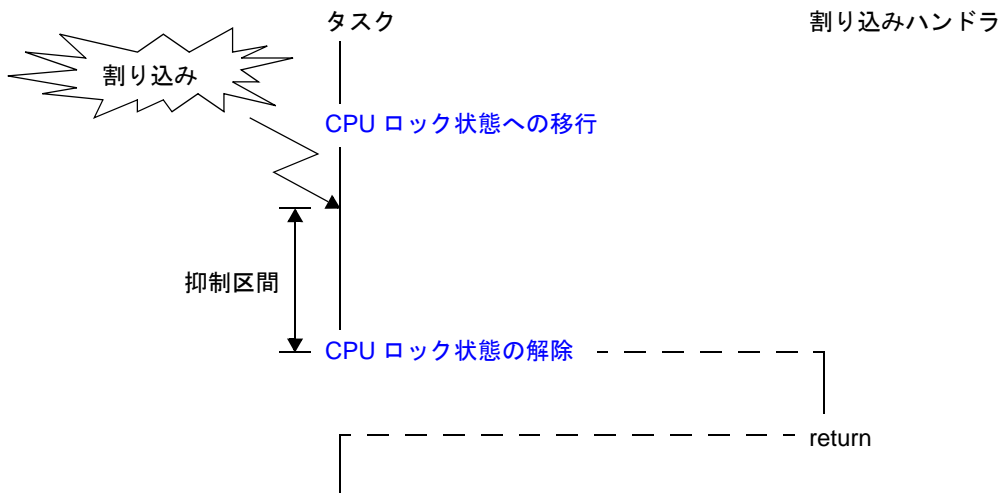 タスク
割り込みハンドラ
割り込み
CPU ロック状態への移行
抑制区間
CPU ロック状態の解除
return